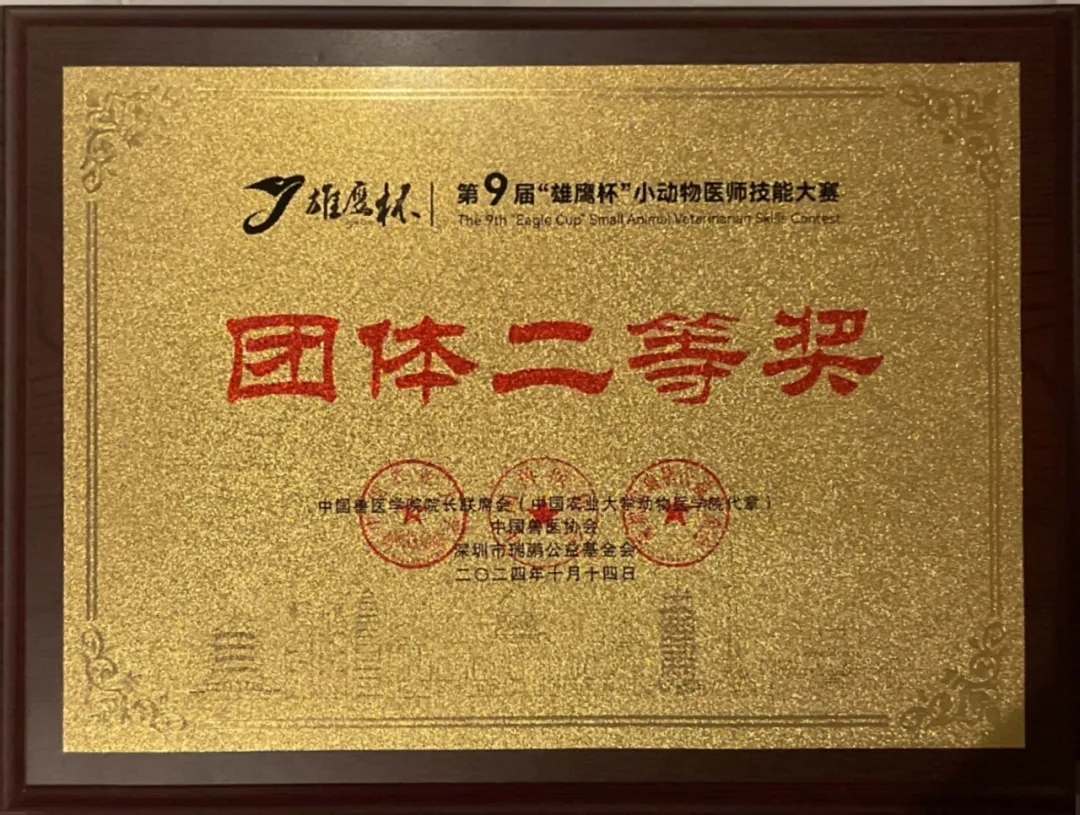 雄鹰杯
第9届“雄鹰杯”小动物医师技能大赛
The 9th "Eagle Cup" Small Animal Veterinarian Skills Contest
团体二等奖
中国兽医学院院长联席会(中国农业大学动物医学院代章)
中国兽医协会
深圳市瑞鹏公益基金会
二〇二四年十月十四日